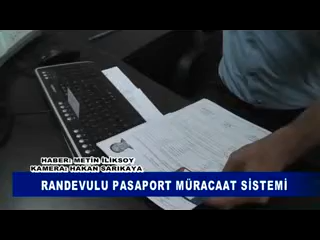 HABER: METİN İLİKSOY
KAMERA: HAKAN SARIKAYA
RANDEVULU PASAPORT MÜRACAAT SİSTEMİ